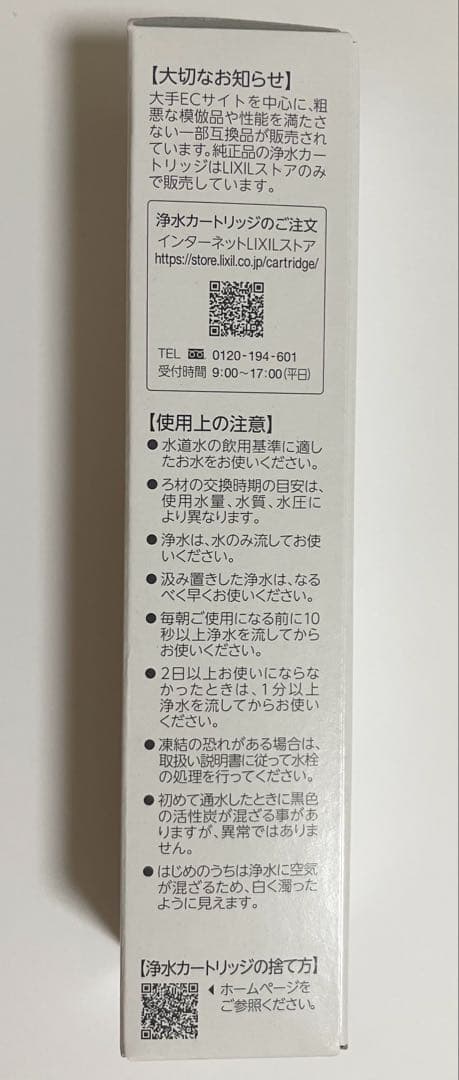 【大切なお知らせ】
大手ECサイトを中心に、粗
悪な模倣品や性能を満たさ
ない一部互換品が販売され
ています。純正品の浄水カー
トリッジはLIXILストアのみ
で販売しています。
浄水カートリッジのご注文
インターネットLIXILストア
https://store.lixil.co.jp/cartridge/
TEL 0120-194-601
受付時間 9:00～17:00(平日)
【使用上の注意】
●水道水の飲用基準に適し
たお水をお使いください。
●ろ材の交換時期の目安は、
使用水量、水質、水圧に
より異なります。
●浄水は、水のみ流してお使
いください。
●汲み置きした浄水は、なる
べく早くお使いください。
●毎朝ご使用になる前に10
秒以上浄水を流してから
お使いください。
●2日以上お使いにならな
かったときは、1分以上
浄水を流してからお使い
ください。
●凍結の恐れがある場合は、
取扱い説明書に従って水栓
の処理を行ってください。
●初めて通水したときに黒色
の活性炭が混ざる事があ
りますが、異常ではありま
せん。
●はじめのうちは浄水に空気
が混ざるため、白く濁った
ように見えます。
【浄水カートリッジの捨て方】
◀ホームページを
ご参照ください。